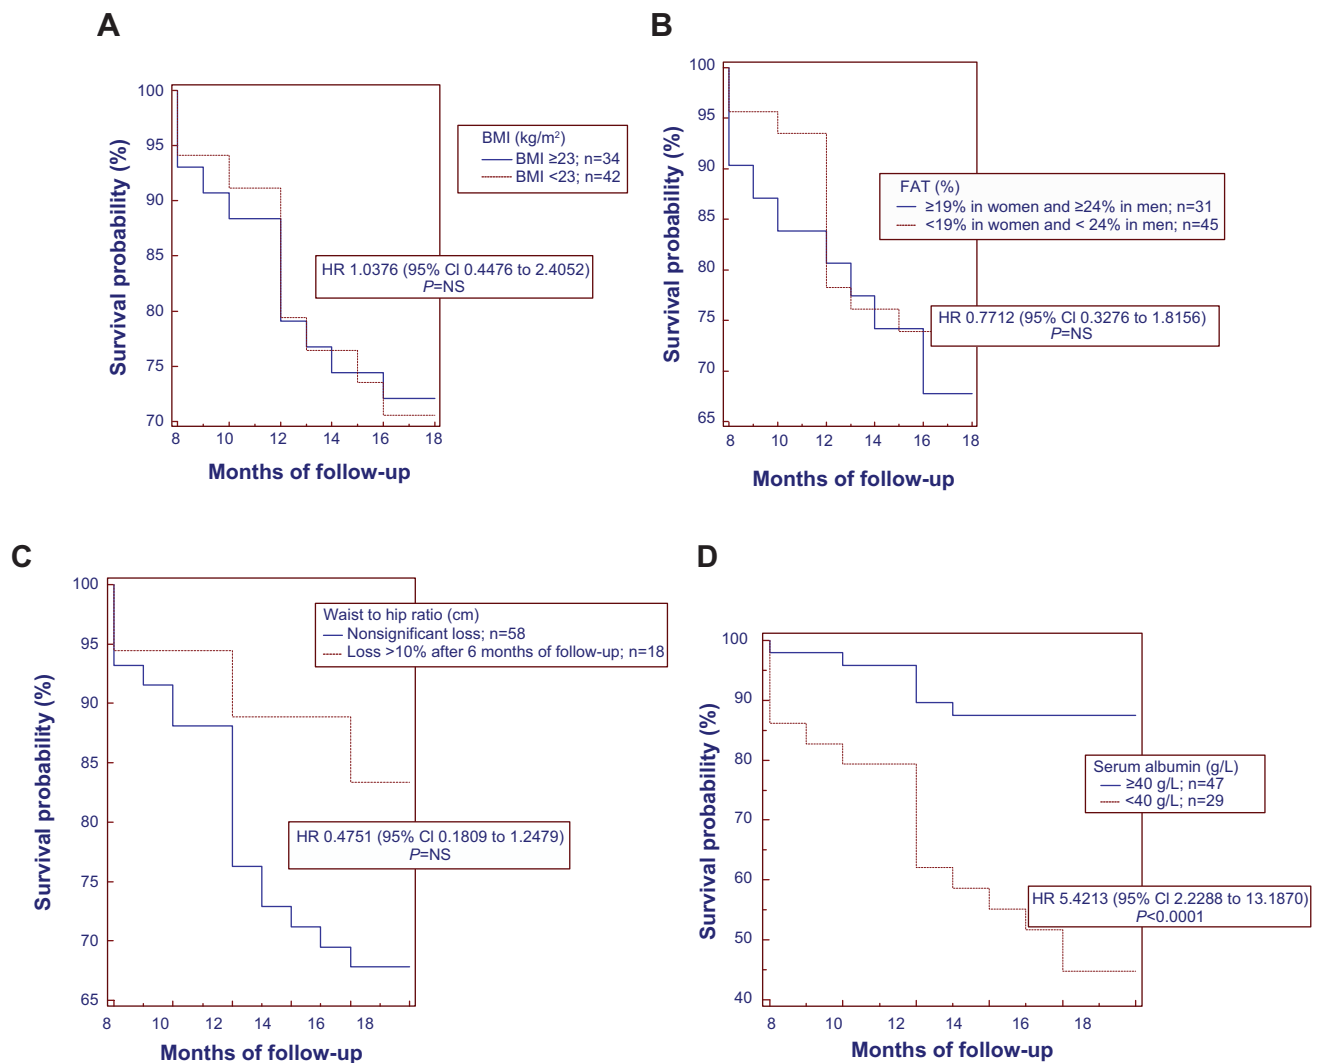 A
100
95
90
85
80
75
70
Survival probability (%)
8 10 12 14 16 18
Months of follow-up
BMI (kg/m²)
BMI ≥23; n=34
BMI <23; n=42
HR 1.0376 (95% CI 0.4476 to 2.4052)
P=NS
B
100
95
90
85
80
75
70
65
Survival probability (%)
8 10 12 14 16 18
Months of follow-up
FAT (%)
≥19% in women and ≥24% in men; n=31
<19% in women and < 24% in men; n=45
HR 0.7712 (95% CI 0.3276 to 1.8156)
P=NS
C
100
95
90
85
80
75
70
65
Survival probability (%)
8 10 12 14 16 18
Months of follow-up
Waist to hip ratio (cm)
Nonsignificant loss; n=58
Loss >10% after 6 months of follow-up; n=18
HR 0.4751 (95% CI 0.1809 to 1.2479)
P=NS
D
100
90
80
70
60
50
40
Survival probability (%)
8 10 12 14 16 18
Months of follow-up
Serum albumin (g/L)
≥40 g/L; n=47
<40 g/L; n=29
HR 5.4213 (95% CI 2.2288 to 13.1870)
P<0.0001